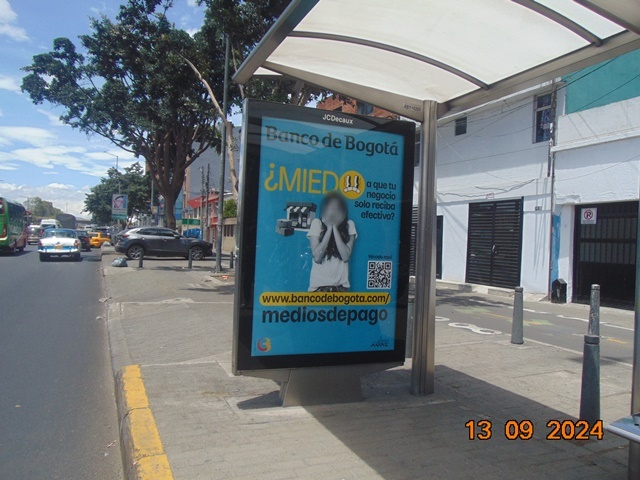 JCDecaux
Banco de Bogotá
¿MIEDO
a que tu
negocio
solo reciba
efectivo?
www.bancodebogota.com/
mediosdepago
13 09 2024